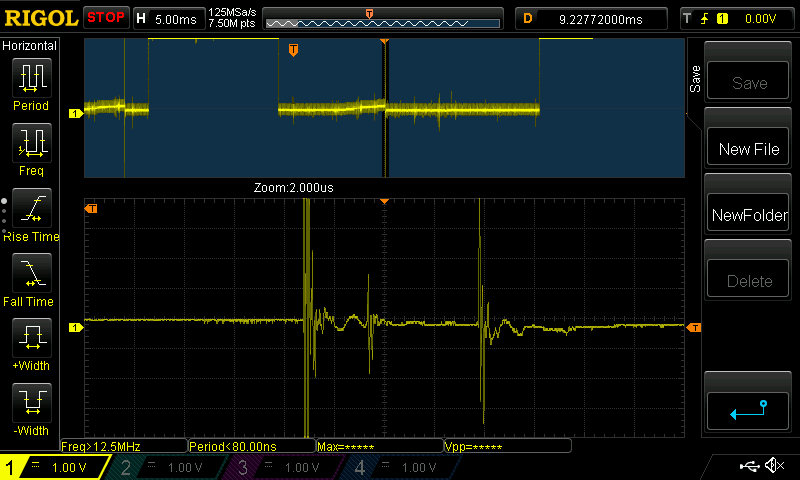 RIGOL STOP H 5.00ms 125MSa/s 7.50M pts T D 9.22772000ms T 1 0.00V
Horizontal
Period
Freq
Rise Time
Fall Time
+Width
-Width
T
1
Zoom:2.000us
T
1
T
Save
Save
New File
NewFolder
Delete
Freq>12.5MHz Period<80.00ns Max=***** Vpp=*****
1 = 1.00 V 2 = 1.00 V 3 = 1.00 V 4 = 1.00 V